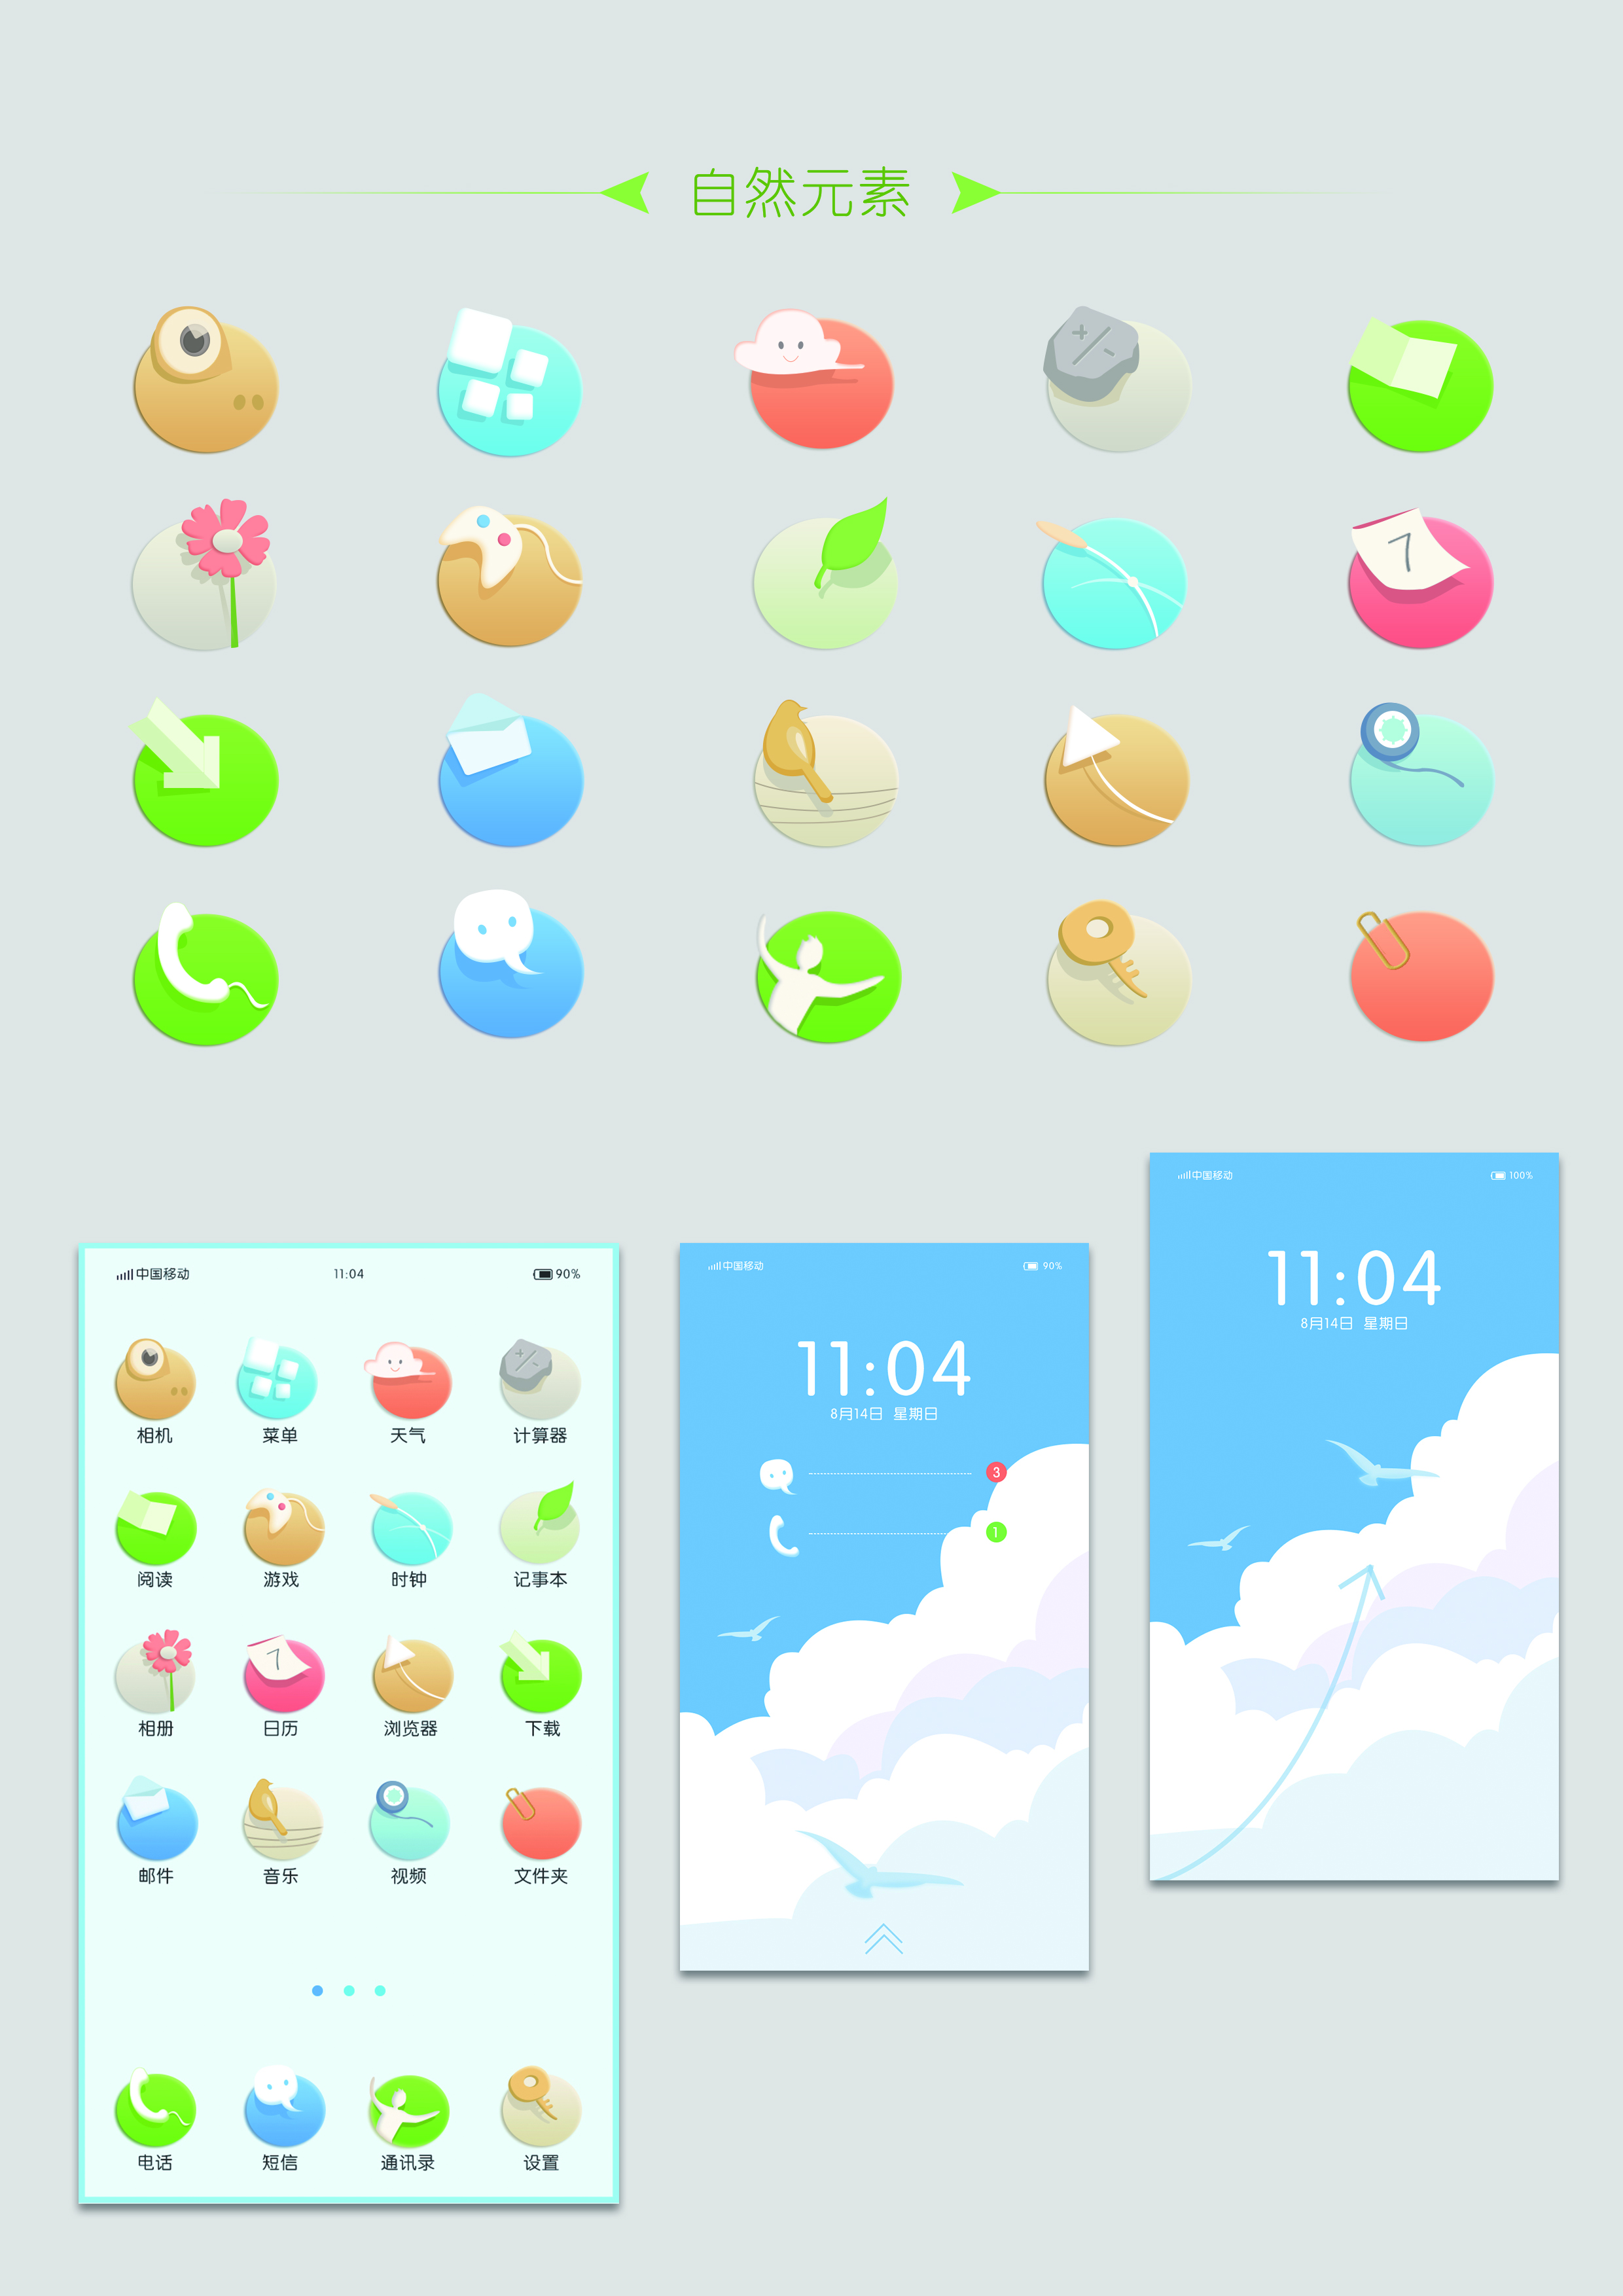 自然元素
+ -
7
中国移动 11:04 90%
相机 菜单 天气 计算器
阅读 游戏 时钟 记事本
7
相册 日历 浏览器 下载
邮件 音乐 视频 文件夹
电话 短信 通讯录 设置
中国移动 90%
11:04
8月14日 星期日
3
1
中国移动 100%
11:04
8月14日 星期日